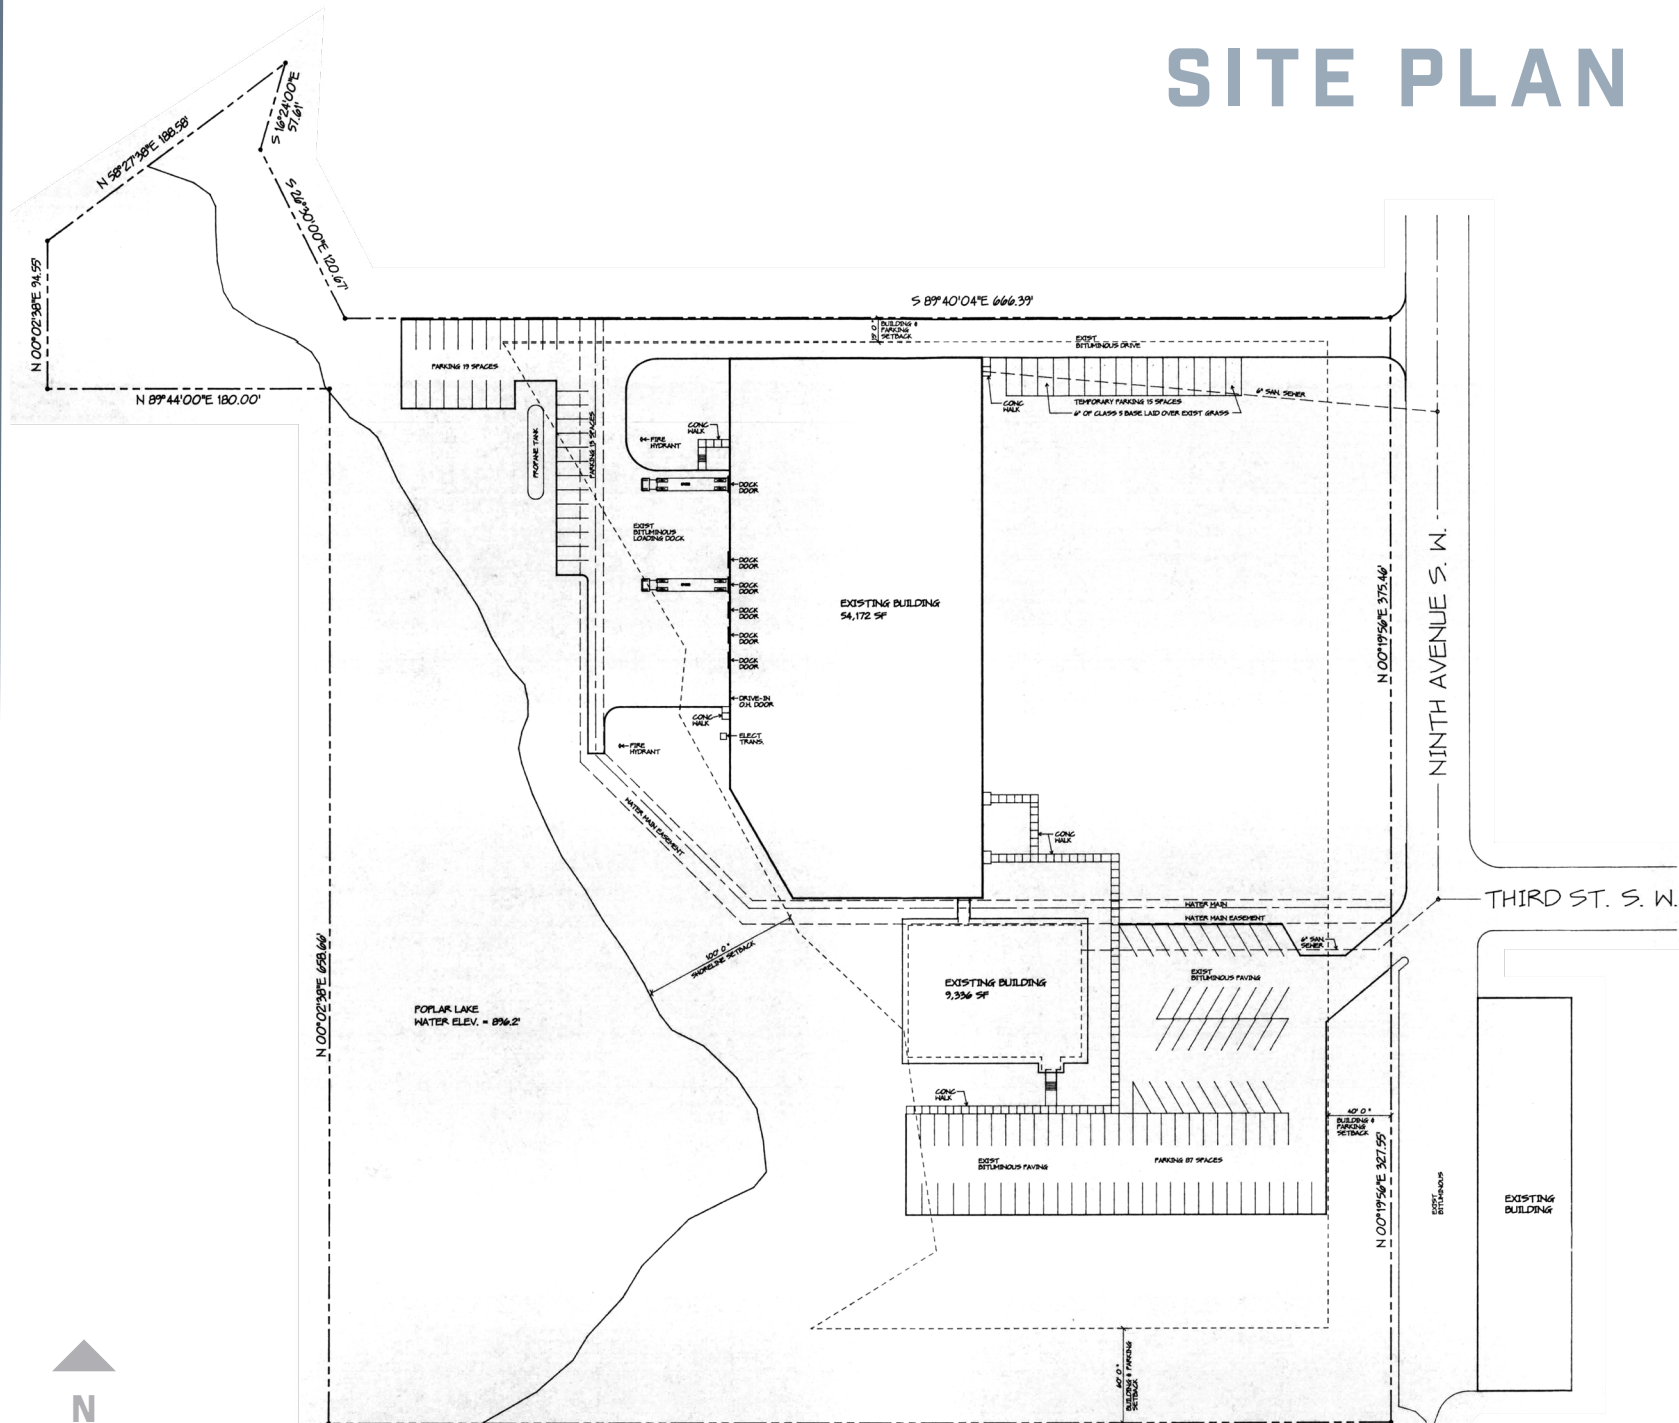 SITE PLAN
S 16°24'00"E
57.61'
N 58°27'38"E 188.58'
S 26°30'00"E 120.67'
N 00°02'38"E 94.55'
N 89°44'00"E 180.00'
S 89°40'04"E 666.39'
BUILDING &
PARKING
SETBACK
EXIST
BITUMINOUS DRIVE
PARKING 19 SPACES
PROPANE TANK
PARKING 13 SPACES
FIRE
HYDRANT
CONC
WALK
DOCK
DOOR
EXIST
BITUMINOUS
LOADING DOCK
DOCK
DOOR
DOCK
DOOR
DOCK
DOOR
DOCK
DOOR
DOCK
DOOR
DRIVE-IN
O.H. DOOR
CONC
WALK
ELECT
TRANS.
FIRE
HYDRANT
EXISTING BUILDING
54,172 SF
CONC
WALK
TEMPORARY PARKING 15 SPACES
6" OF CLASS 5 BASE LAID OVER EXIST GRASS
6" SAN. SEWER
N 00°19'56"E 375.46'
NINTH AVENUE S. W.
THIRD ST. S. W.
CONC
WALK
WATER MAIN EASEMENT
WATER MAIN
WATER MAIN EASEMENT
6" SAN.
SEWER
100' 0"
SHORELINE SETBACK
EXIST
BITUMINOUS PAVING
EXISTING BUILDING
9,336 SF
POPLAR LAKE
WATER ELEV. = 896.2'
N 00°02'38"E 658.66'
CONC
WALK
40' 0"
BUILDING &
PARKING
SETBACK
EXIST
BITUMINOUS PAVING
PARKING 87 SPACES
N 00°19'56"E 327.55'
EXIST
BITUMINOUS
EXISTING
BUILDING
BUILDING & PARKING
SETBACK
N